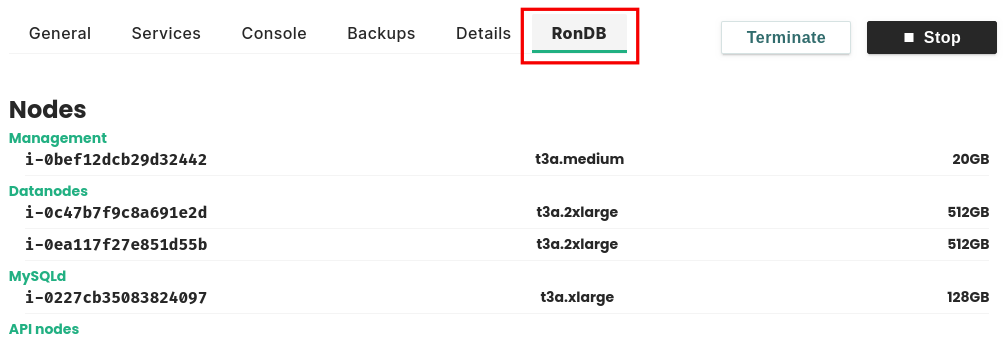 General Services Console Backups Details RonDB Terminate Stop
Nodes
Management
i-0bef12dcb29d32442 t3a.medium 20GB
Datanodes
i-0c47b7f9c8a691e2d t3a.2xlarge 512GB
i-0ea117f27e851d55b t3a.2xlarge 512GB
MySQLd
i-0227cb35083824097 t3a.xlarge 128GB
API nodes